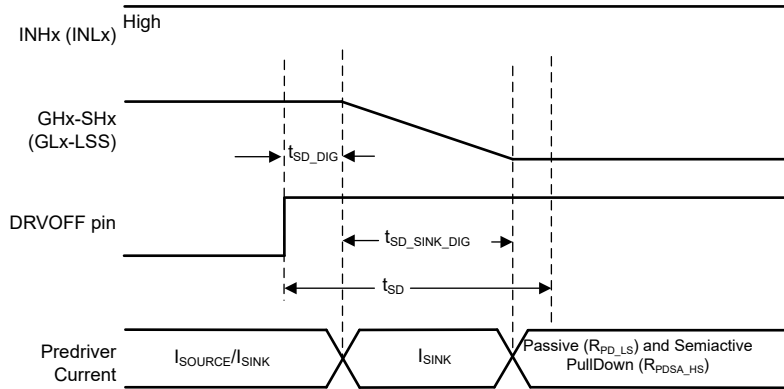 High
INHx (INLx)
GHx-SHx
(GLx-LSS)
tSD_DIG
DRVOFF pin
tSD_SINK_DIG
tSD
Predriver
Current
ISOURCE/ISINK
ISINK
Passive (RPD_LS) and Semiactive
PullDown (RPDSA_HS)